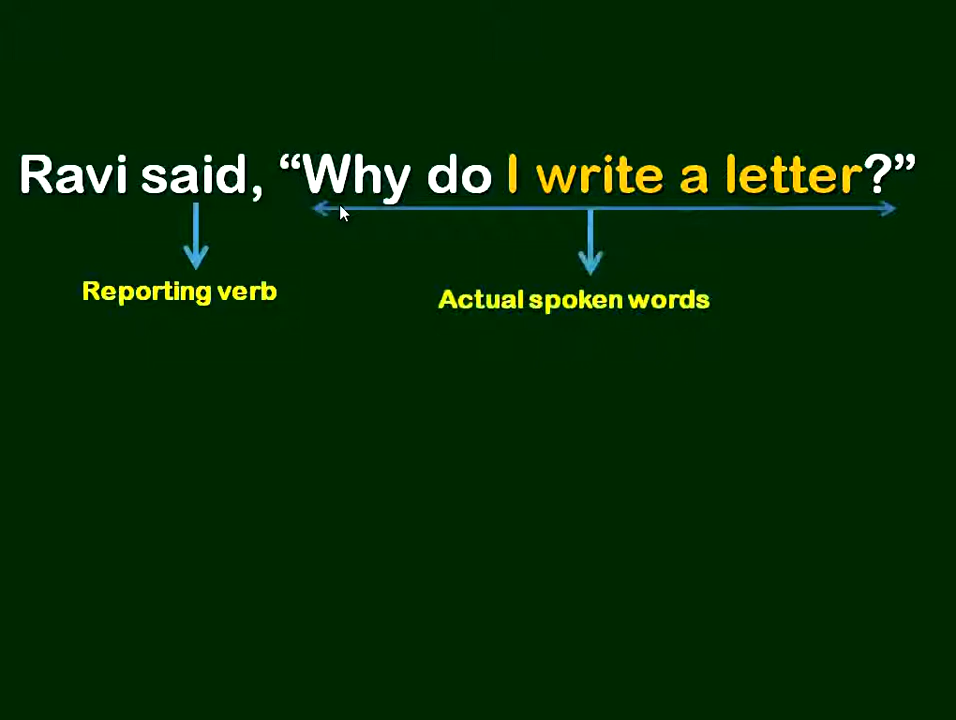 Ravi said, “Why do I write a letter?”
Reporting verb
Actual spoken words